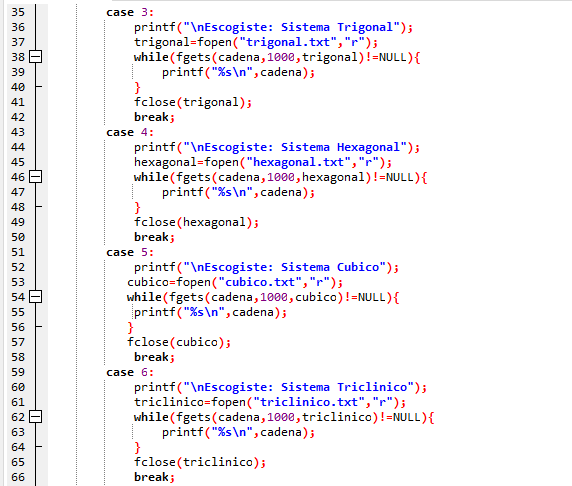 35 case 3:
36 printf("\nEscogiste: Sistema Trigonal");
37 trigonal=fopen("trigonal.txt","r");
38 while(fgets(cadena,1000,trigonal)!=NULL){
39 printf("%s\n",cadena);
40 }
41 fclose(trigonal);
42 break;
43 case 4:
44 printf("\nEscogiste: Sistema Hexagonal");
45 hexagonal=fopen("hexagonal.txt","r");
46 while(fgets(cadena,1000,hexagonal)!=NULL){
47 printf("%s\n",cadena);
48 }
49 fclose(hexagonal);
50 break;
51 case 5:
52 printf("\nEscogiste: Sistema Cubico");
53 cubico=fopen("cubico.txt","r");
54 while(fgets(cadena,1000,cubico)!=NULL){
55 printf("%s\n",cadena);
56 }
57 fclose(cubico);
58 break;
59 case 6:
60 printf("\nEscogiste: Sistema Triclinico");
61 triclinico=fopen("triclinico.txt","r");
62 while(fgets(cadena,1000,triclinico)!=NULL){
63 printf("%s\n",cadena);
64 }
65 fclose(triclinico);
66 break;